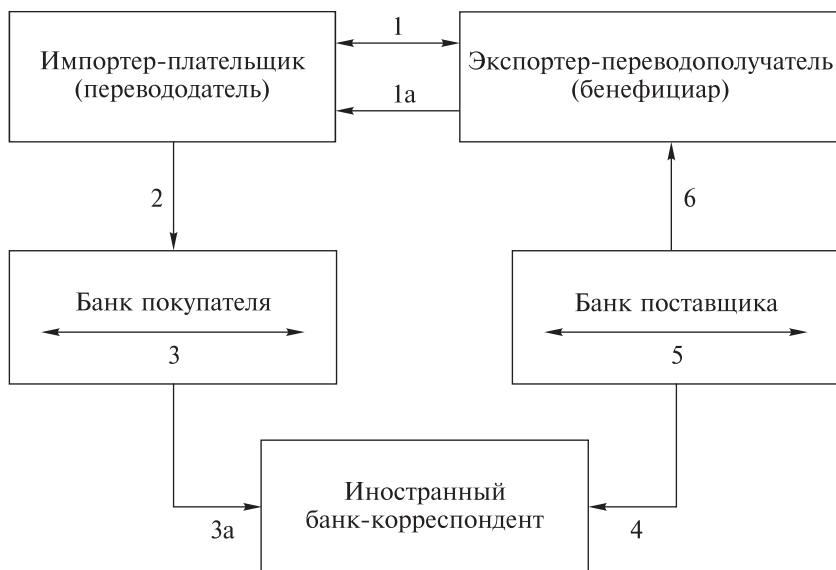 Импортер-плательщик
(перевододатель)
1
1а
Экспортер-переводополучатель
(бенефициар)
2
6
Банк покупателя
3
Банк поставщика
5
Иностранный
банк-корреспондент
3а
4